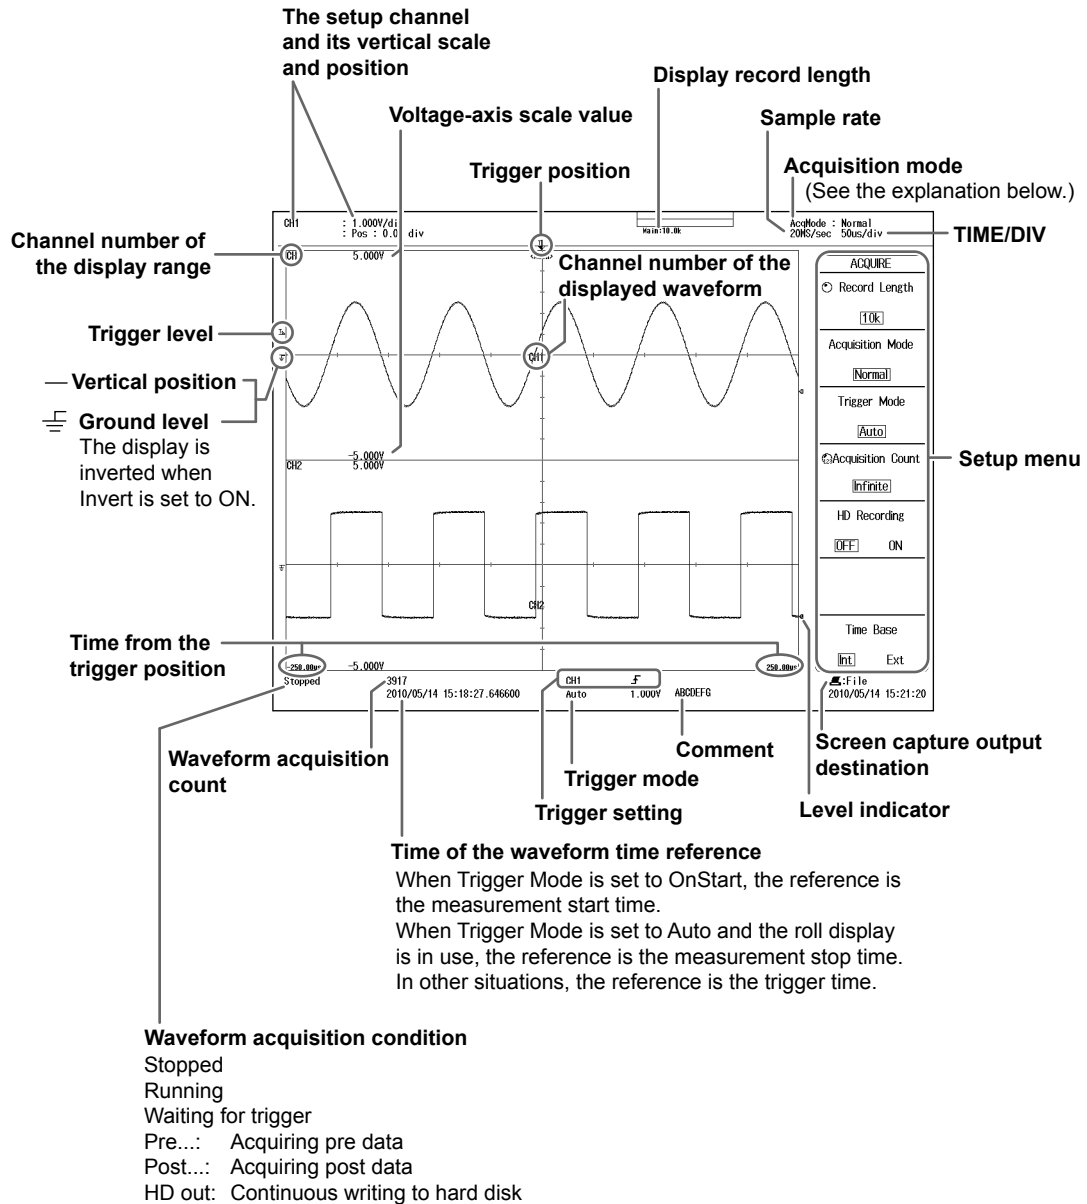 The setup channel
and its vertical scale
and position
Display record length
Voltage-axis scale value
Sample rate
Trigger position
Acquisition mode
(See the explanation below.)
CH1 : 1.000V/di
: Pos : 0.0 div
Main:10.0k
AcqMode : Normal
20MS/sec 50us/div
TIME/DIV
Channel number of
the display range
CH
5.000V
Channel number of the
displayed waveform
ACQUIRE
Record Length
10k
Trigger level
CH1
Acquisition Mode
Normal
Vertical position
Trigger Mode
Auto
Ground level
The display is
inverted when
Invert is set to ON.
-5.000V
CH2 5.000V
Acquisition Count
Infinite
Setup menu
HD Recording
OFF ON
CH2
Time from the
trigger position
Time Base
Int Ext
-250.00us
-5.000V
250.00us
Stopped
3917
CH1
:File
2010/05/14 15:18:27.646600
Auto 1.000V ABCDEFG
2010/05/14 15:21:20
Waveform acquisition
count
Comment
Screen capture output
destination
Trigger mode
Trigger setting
Level indicator
Time of the waveform time reference
When Trigger Mode is set to OnStart, the reference is
the measurement start time.
When Trigger Mode is set to Auto and the roll display
is in use, the reference is the measurement stop time.
In other situations, the reference is the trigger time.
Waveform acquisition condition
Stopped
Running
Waiting for trigger
Pre...: Acquiring pre data
Post...: Acquiring post data
HD out: Continuous writing to hard disk